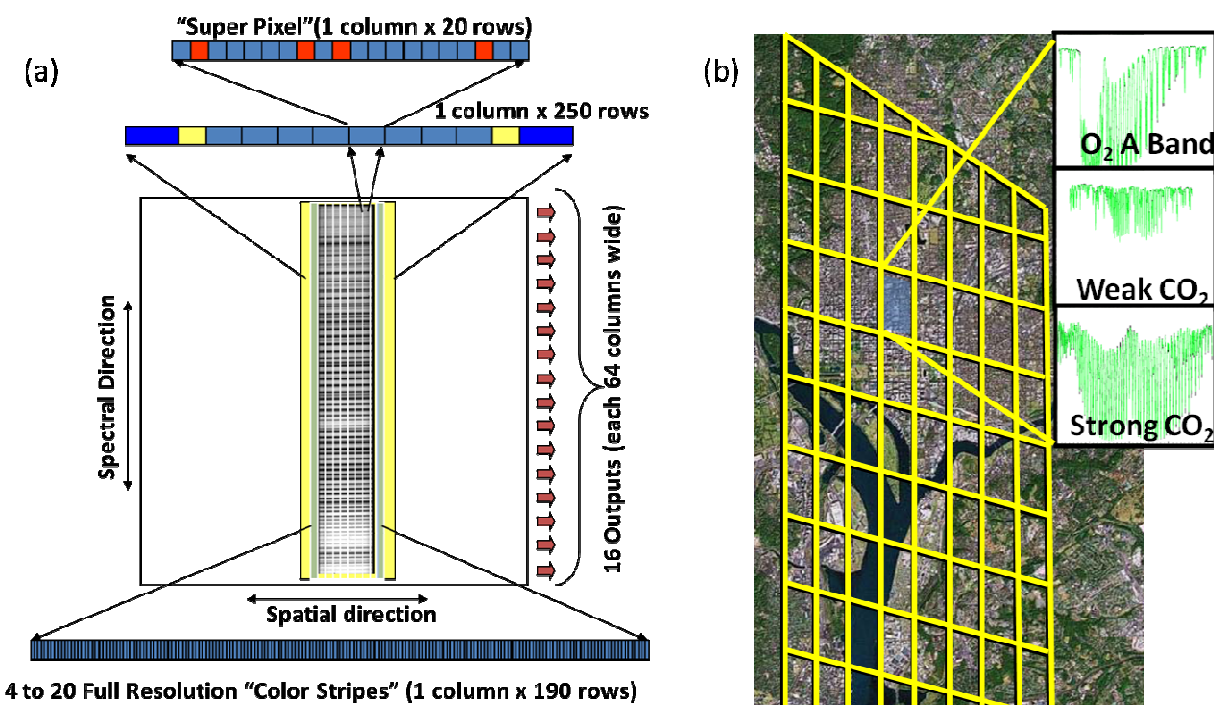 “Super Pixel”(1 column x 20 rows)
(a)
1 column x 250 rows
Spectral Direction
16 Outputs (each 64 columns wide)
Spatial direction
4 to 20 Full Resolution “Color Stripes” (1 column x 190 rows)
(b)
O₂ A Band
Weak CO₂
Strong CO₂